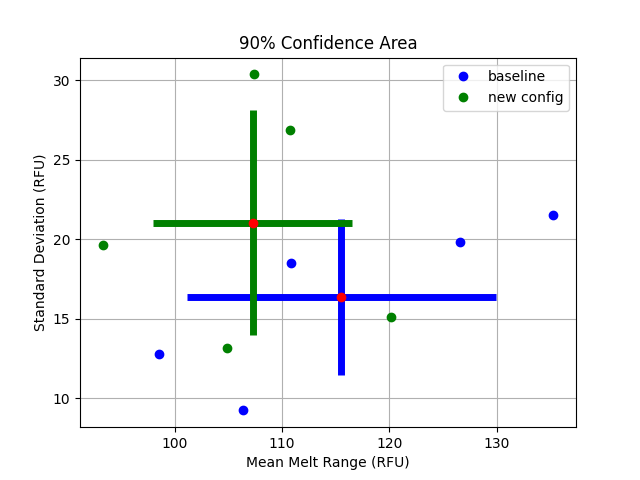 90% Confidence Area
baseline
new config
30
25
20
15
10
Standard Deviation (RFU)
100 110 120 130
Mean Melt Range (RFU)